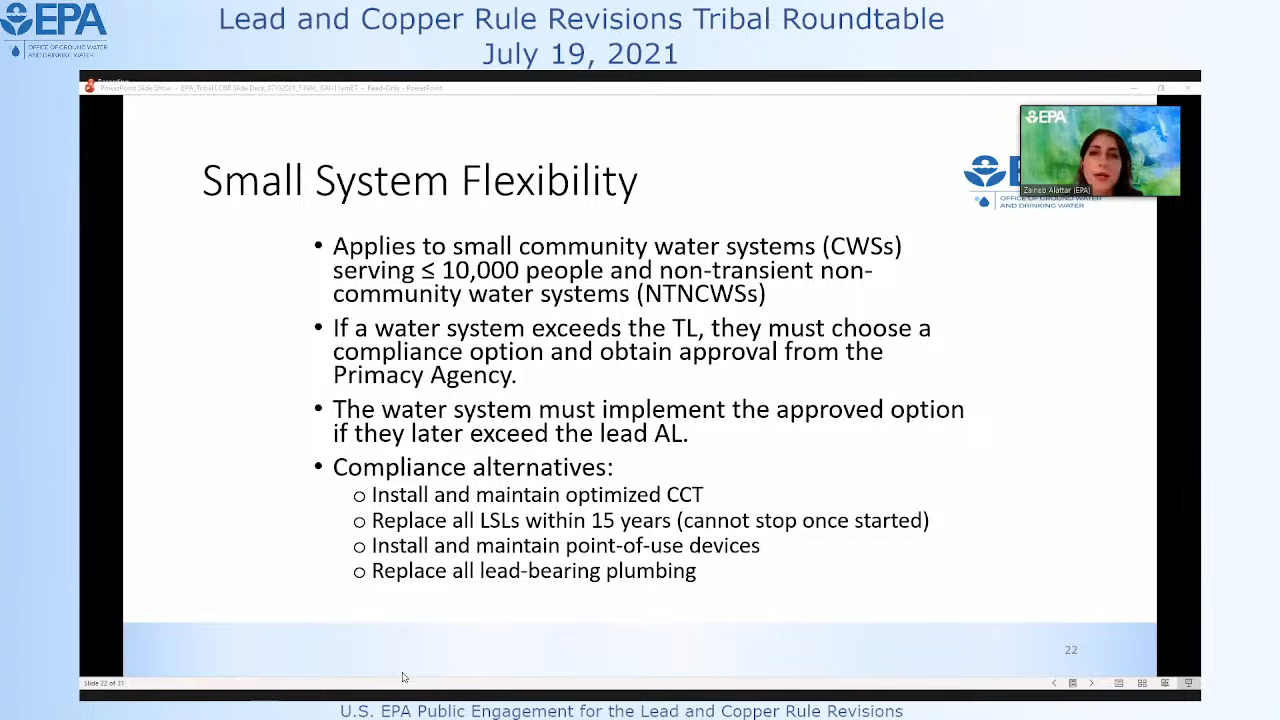 EPA
OFFICE OF GROUND WATER
AND DRINKING WATER
Lead and Copper Rule Revisions Tribal Roundtable
July 19, 2021
Recording
PowerPoint Slide Show - EPA_Tribal LCRR Slide Deck_07192021_FINAL_KAI-11amET - Read-Only - PowerPoint
EPA
Zaineb Alattar (EPA)
OFFICE OF GROUND WATER
AND DRINKING WATER
Small System Flexibility
• Applies to small community water systems (CWSs)
serving ≤ 10,000 people and non-transient non-
community water systems (NTNCWSs)
• If a water system exceeds the TL, they must choose a
compliance option and obtain approval from the
Primacy Agency.
• The water system must implement the approved option
if they later exceed the lead AL.
• Compliance alternatives:
o Install and maintain optimized CCT
o Replace all LSLs within 15 years (cannot stop once started)
o Install and maintain point-of-use devices
o Replace all lead-bearing plumbing
22
Slide 22 of 31
U.S. EPA Public Engagement for the Lead and Copper Rule Revisions